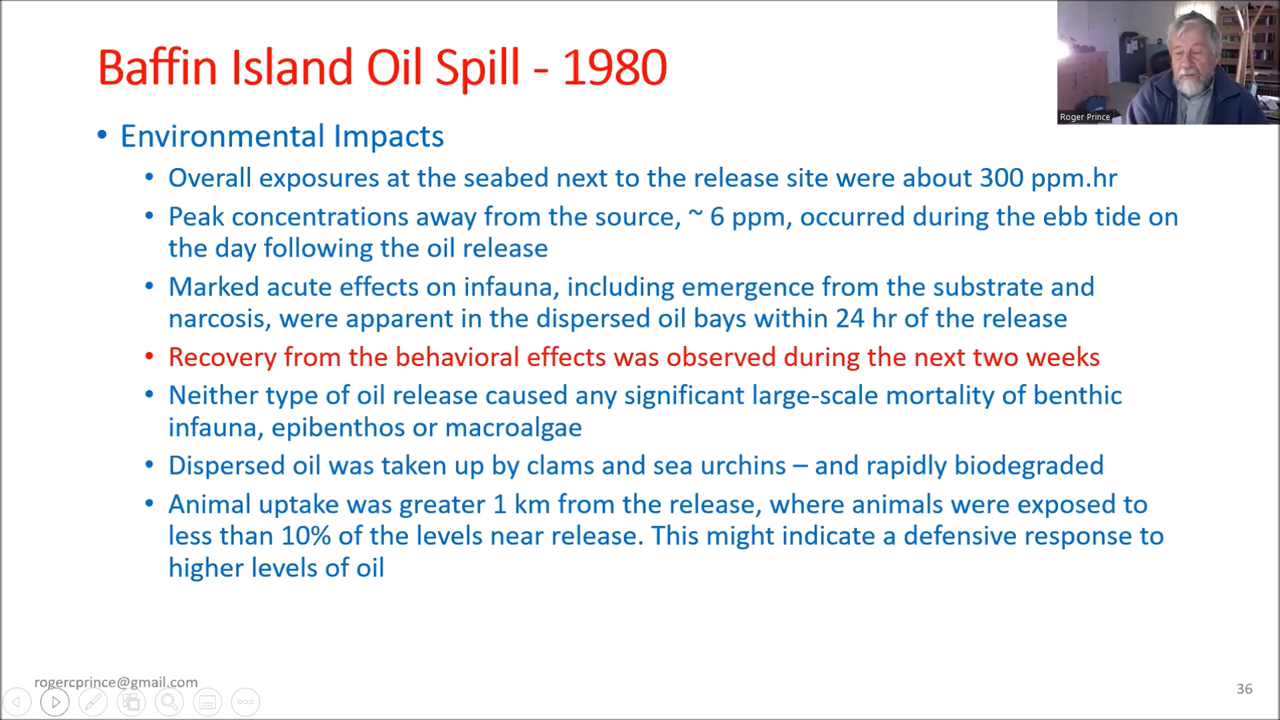 Baffin Island Oil Spill - 1980
Roger Prince
• Environmental Impacts
• Overall exposures at the seabed next to the release site were about 300 ppm.hr
• Peak concentrations away from the source, ~ 6 ppm, occurred during the ebb tide on
the day following the oil release
• Marked acute effects on infauna, including emergence from the substrate and
narcosis, were apparent in the dispersed oil bays within 24 hr of the release
• Recovery from the behavioral effects was observed during the next two weeks
• Neither type of oil release caused any significant large-scale mortality of benthic
infauna, epibenthos or macroalgae
• Dispersed oil was taken up by clams and sea urchins – and rapidly biodegraded
• Animal uptake was greater 1 km from the release, where animals were exposed to
less than 10% of the levels near release. This might indicate a defensive response to
higher levels of oil
rogercprince@gmail.com
36